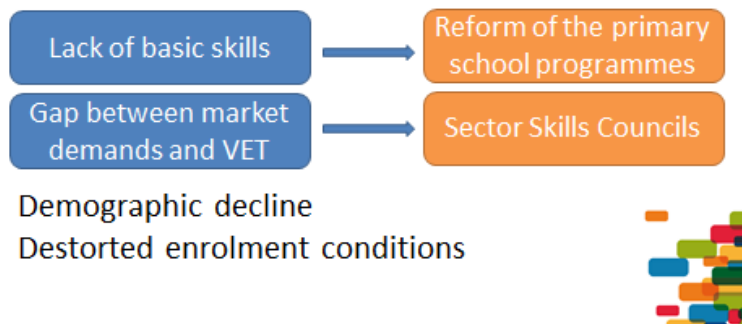 Lack of basic skills
Reform of the primary
school programmes
Gap between market
demands and VET
Sector Skills Councils
Demographic decline
Destorted enrolment conditions